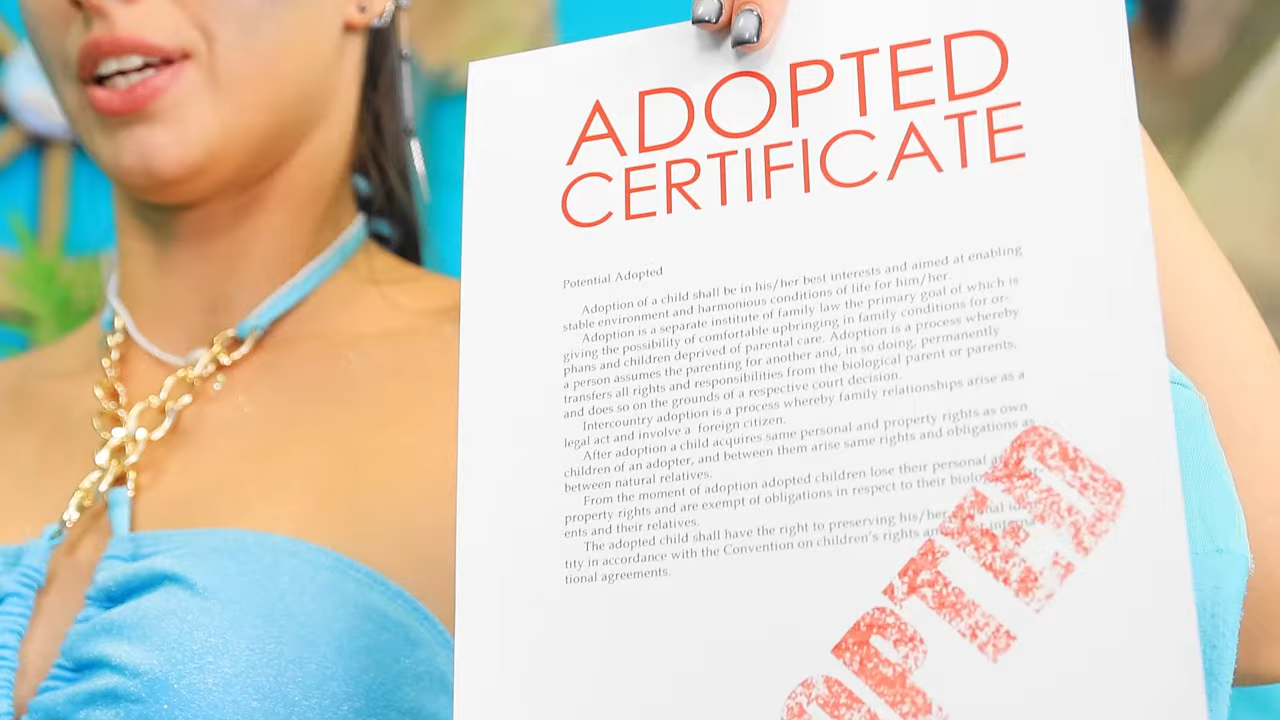 ADOPTED
CERTIFICATE
Potential Adopted
Adoption of a child shall be in his/her best interests and aimed at enabling
stable environment and harmonious conditions of life for him/her.
Adoption is a separate institute of family law the primary goal of which is
giving the possibility of comfortable upbringing in family conditions for or-
phans and children deprived of parental care. Adoption is a process whereby
a person assumes the parenting for another and, in so doing, permanently
transfers all rights and responsibilities from the biological parent or parents,
and does so on the grounds of a respective court decision.
Intercountry adoption is a process whereby family relationships arise as a
legal act and involve a foreign citizen.
After adoption a child acquires same personal and property rights as own
children of an adopter, and between them arise same rights and obligations as
between natural relatives.
From the moment of adoption adopted children lose their personal
property rights and are exempt of obligations in respect to their
ents and their relatives.
The adopted child shall have the right to preserving his/her
tity in accordance with the Convention on children's rights
tional agreements.
OPTED